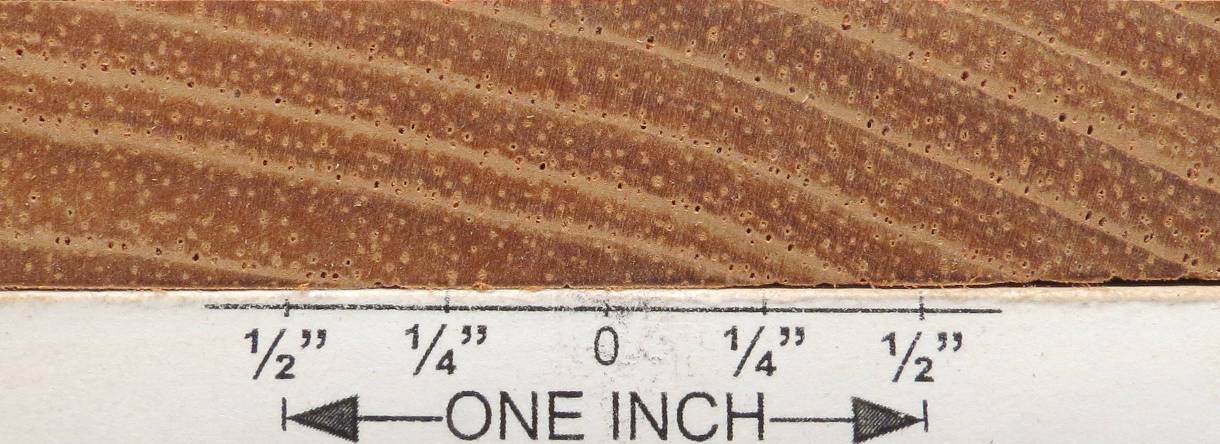 ½” ¼” 0 ¼” ½”
ONE INCH